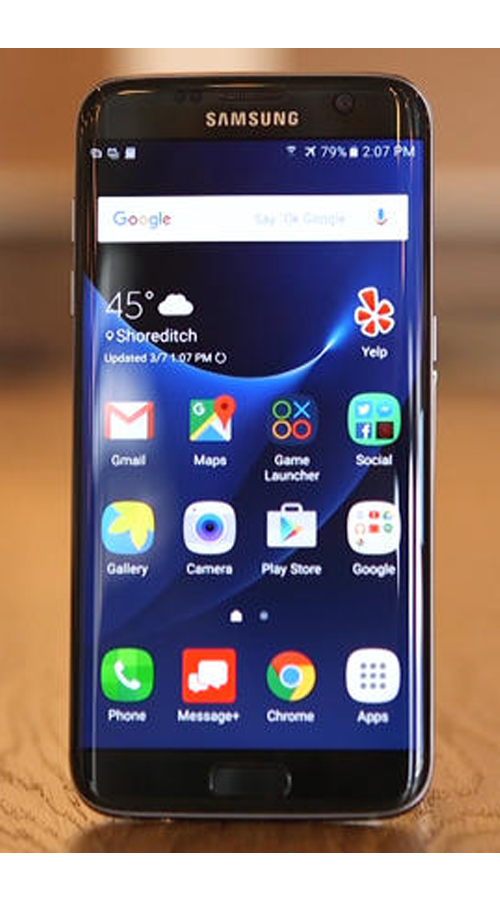 SAMSUNG
79% 2:07 PM
Google Say "Ok Google"
45°
Shoreditch
Updated 3/7 1:07 PM
Yelp
Gmail Maps Game Launcher Social
Gallery Camera Play Store Google
Phone Message+ Chrome Apps